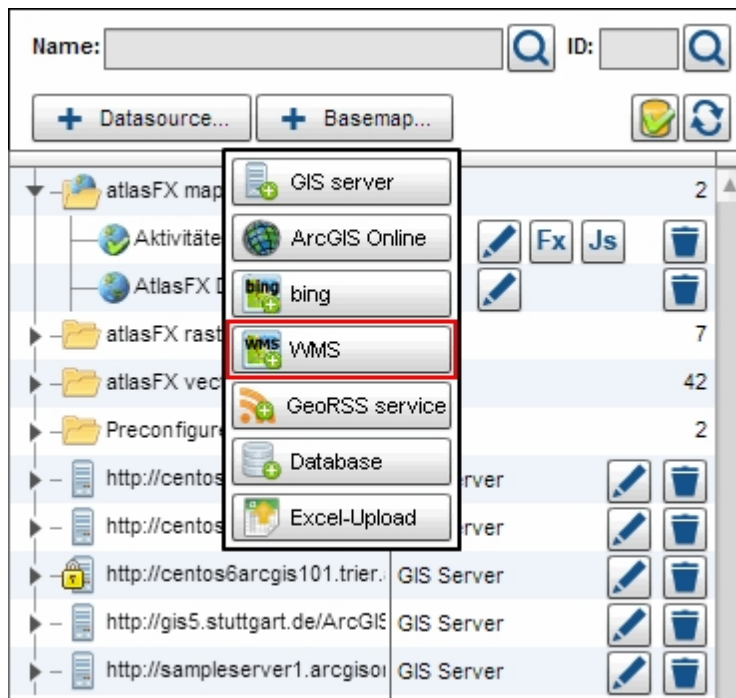 Name:
ID:
Datasource...
Basemap...
atlasFX map
2
GIS server
Aktivitäte
Fx
Js
ArcGIS Online
AtlasFX D
bing
bing
atlasFX rast
7
WMS
WMS
atlasFX vec
42
GeoRSS service
Preconfigure
2
Database
http://centos
rver
Excel-Upload
http://centos
rver
http://centos6arcgis101.trier.
GIS Server
http://gis5.stuttgart.de/ArcGIS
GIS Server
http://sampleserver1.arcgiso
GIS Server